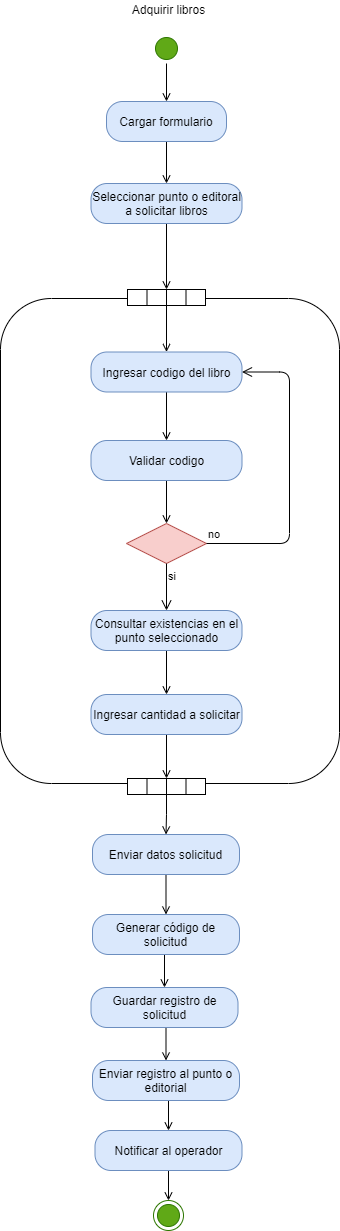 Adquirir libros
Cargar formulario
Seleccionar punto o editoral
a solicitar libros
Ingresar codigo del libro
Validar codigo
no
si
Consultar existencias en el
punto seleccionado
Ingresar cantidad a solicitar
Enviar datos solicitud
Generar código de
solicitud
Guardar registro de
solicitud
Enviar registro al punto o
editorial
Notificar al operador